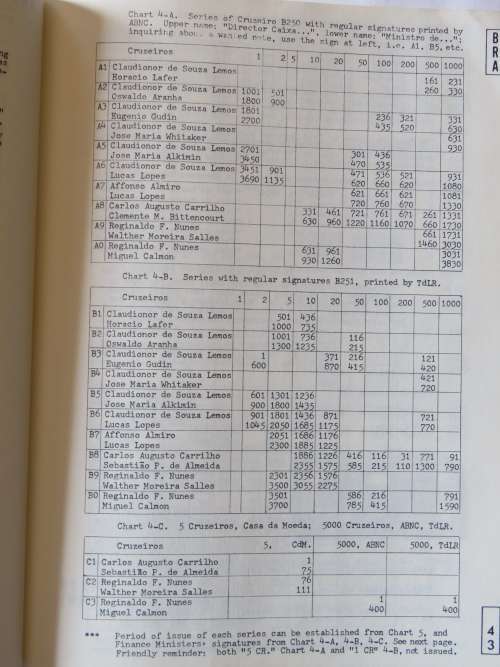 Chart 4-A. Series of Crusniro B250 with regular signatures printed by
ABNC. Upper name: "Director Caixa...", lower name: "Ministro de...";
inquiring about a wanted note, use the sign at left, i.c. A1, B5, etc.
B
R
A
Cruzeiros 1 2 5 10 20 50 100 200 500 1000
A1 Claudionor de Souza Lemos 161 231
Horacio Lafer 260 330
A2 Claudionor de Souza Lemos 1001 501
Oswaldo Aranha 1800 900
A3 Claudionor de Souza Lemos 1801 236 321 331
Eugenio Gudin 2700 435 520 630
A4 Claudionor de Souza Lemos 631
Jose Maria Whitaker 930
A5 Claudionor de Souza Lemos 2701 301 436
Jose Maria Alkimin 3450 470 535
A6 Claudionor de Souza Lemos 3451 901 471 536 521 931
Lucas Lopes 3690 1135 620 660 620 1080
A7 Affonso Almiro 621 661 621 1081
Lucas Lopes 720 760 670 1330
A8 Carlos Augusto Carrilho 331 461 721 761 671 261 1331
Clemente M. Bittencourt 630 960 1220 1160 1070 660 1730
A9 Reginaldo F. Nunes 661 1731
Walther Moreira Salles 1460 3030
A0 Reginaldo F. Nunes 631 961 3031
Miguel Calmon 930 1260 3830
Chart 4-B. Series with regular signatures B251, printed by TdLR.
Cruzeiros 1 2 5 10 20 50 100 200 500 1000
B1 Claudionor de Souza Lemos 501 436
Horacio Lafer 1000 735
B2 Claudionor de Souza Lemos 1001 736 116
Oswaldo Aranha 1300 1235 215
B3 Claudionor de Souza Lemos 1 371 216 121
Eugenio Gudin 600 870 415 420
B4 Claudionor de Souza Lemos 421
Jose Maria Whitaker 720
B5 Claudionor de Souza Lemos 601 1301 1236
Jose Maria Alkimin 900 1800 1435
B6 Claudionor de Souza Lemos 901 1801 1436 871 721
Lucas Lopes 1045 2050 1685 1175 770
B7 Affonso Almiro 2051 1686 1176
Lucas Lopes 2300 1885 1225
B8 Carlos Augusto Carrilho 1886 1226 416 116 31 771 91
Sebastião P. de Almeida 2355 1575 585 215 110 1300 790
B9 Reginaldo F. Nunes 2301 2356 1576
Walther Moreira Salles 3500 3055 2275
B0 Reginaldo F. Nunes 3501 586 216 791
Miguel Calmon 3700 785 415 1590
Chart 4-C. 5 Cruzeiros, Casa da Moeda; 5000 Cruzeiros, ABNC, TdLR.
Cruzeiros 5, CdM. 5000, ABNC 5000, TdLR
C1 Carlos Augusto Carrilho 1
Sebastião P. de Almeida 75
C2 Reginaldo F. Nunes 76
Walther Moreira Salles 111
C3 Reginaldo F. Nunes 1 1
Miguel Calmon 400 400
*** Period of issue of each series can be established from Chart 5, and
Finance Ministers' signatures from Chart 4-A, 4-B, 4-C. See next page.
Friendly reminder: both "5 CR." Chart 4-A and "1 CR" 4-B, not issued.
4
3